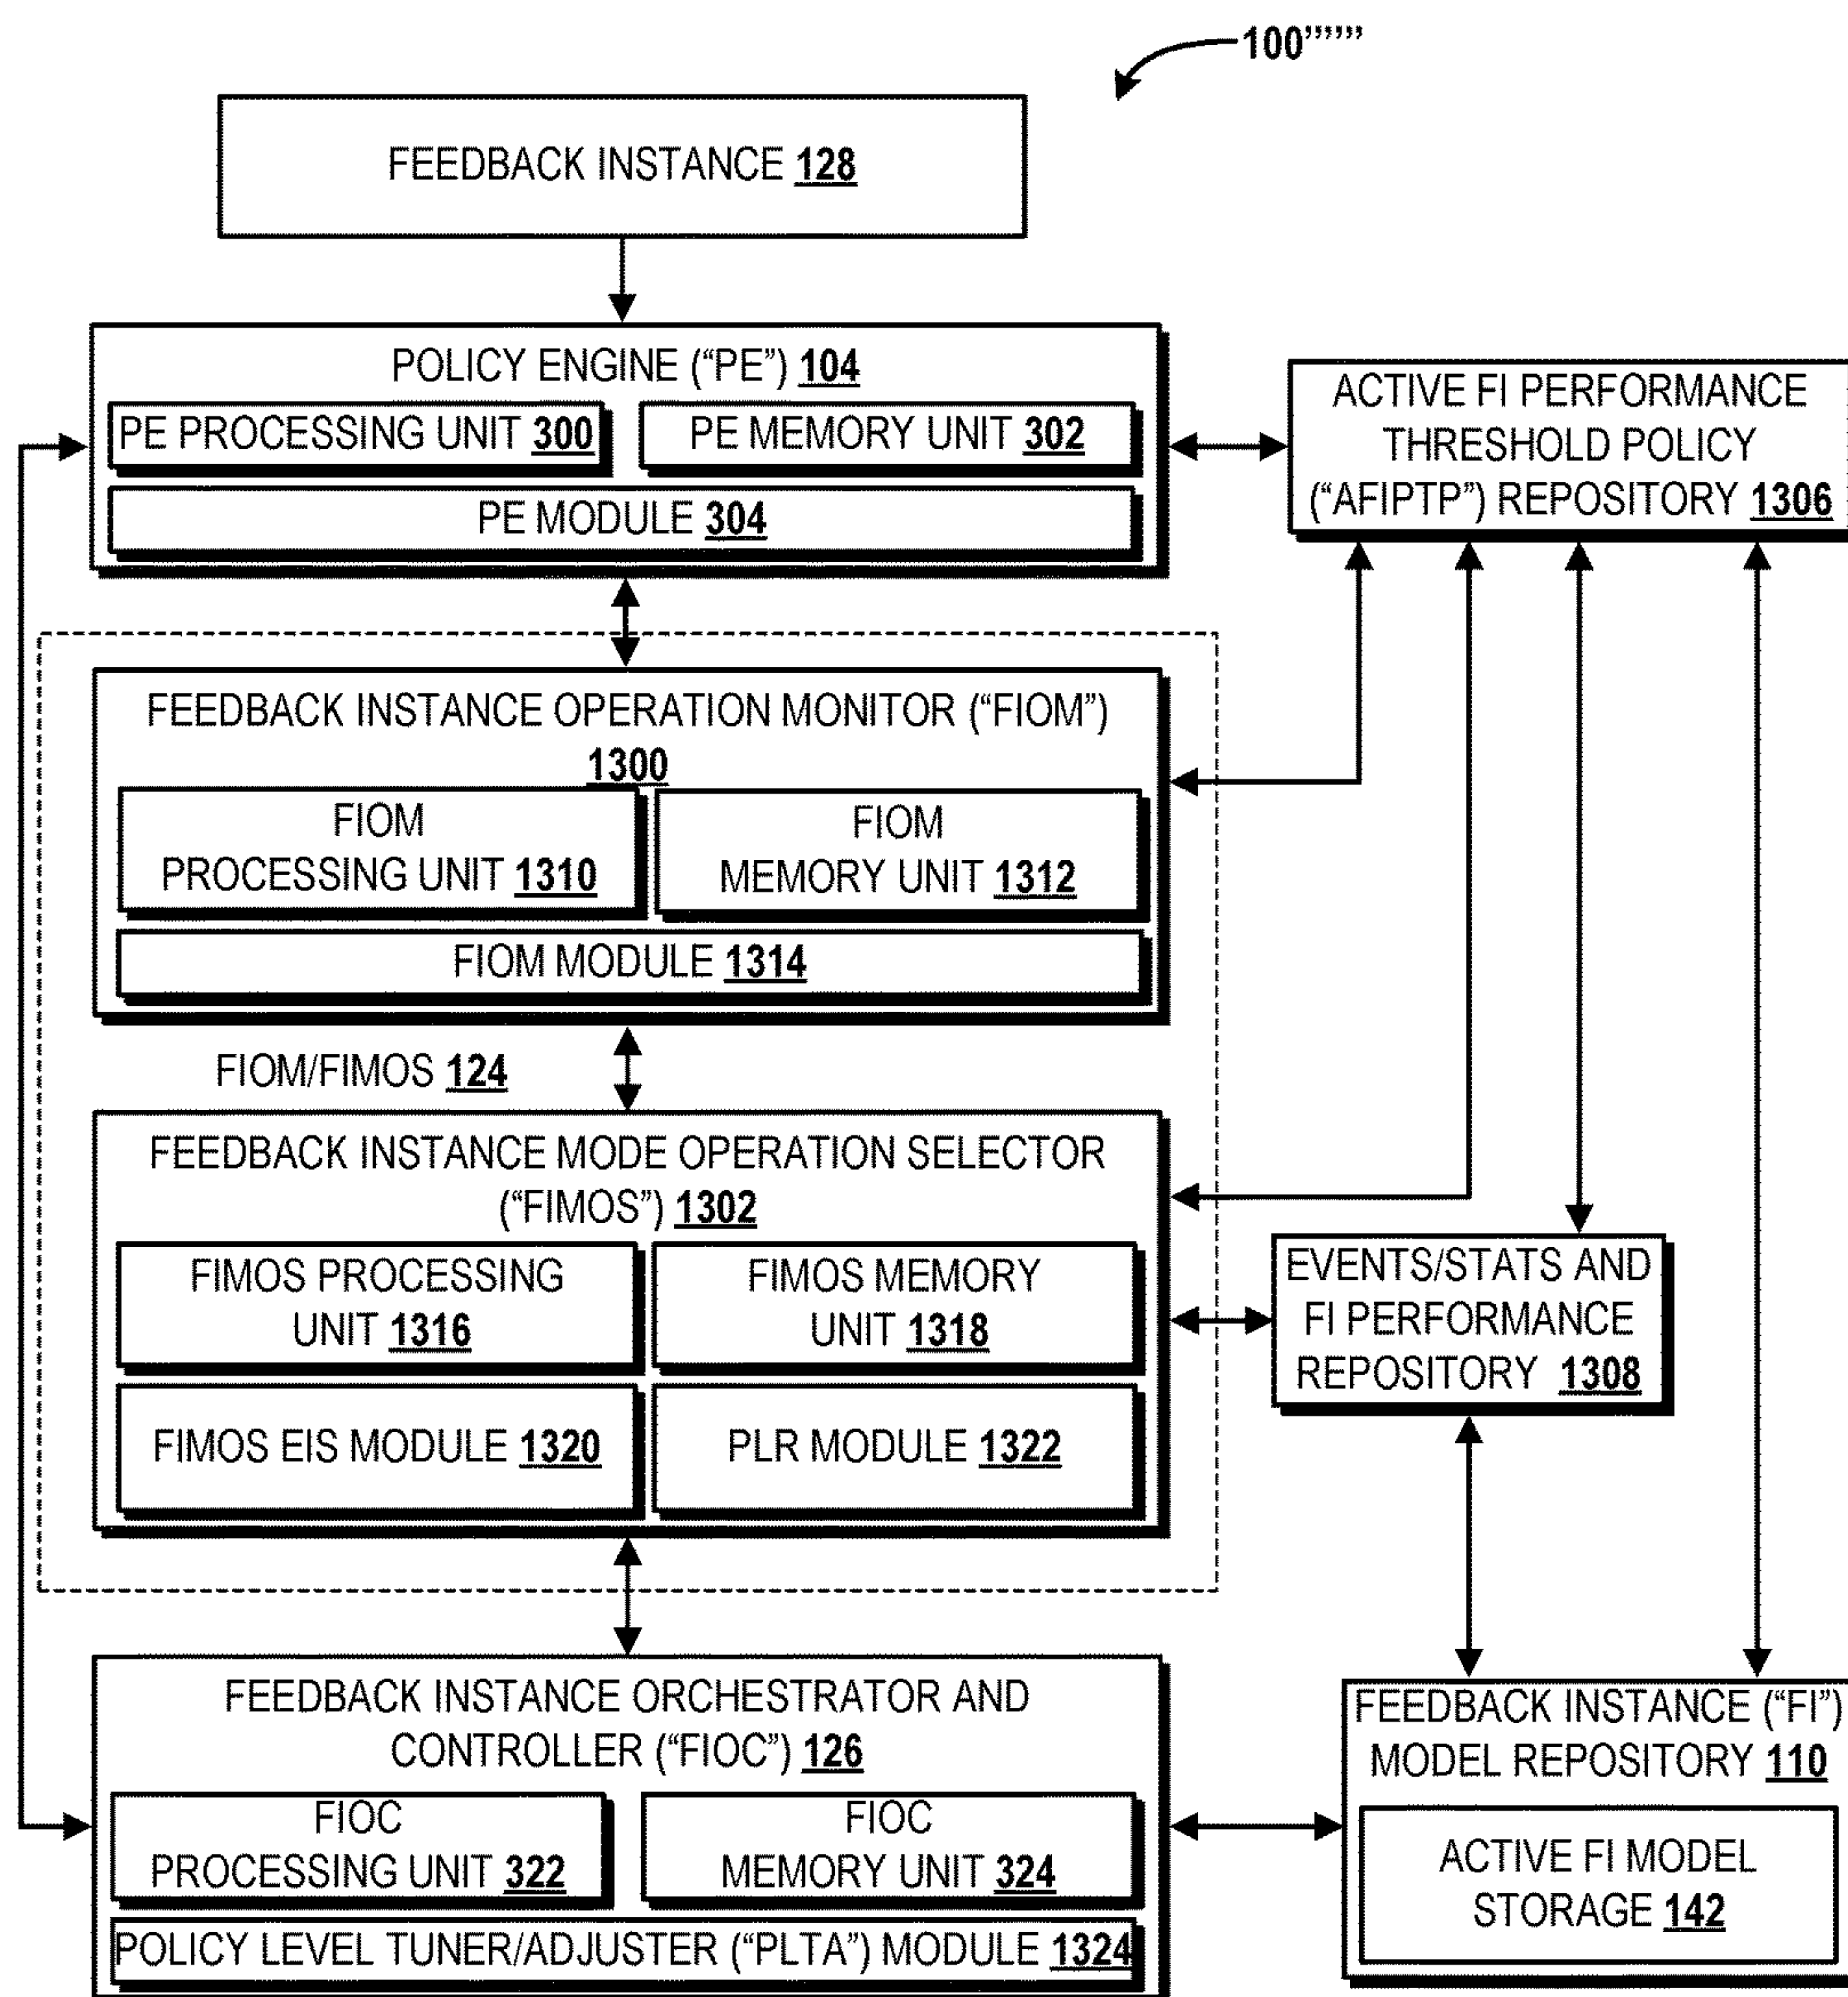 100””””””
FEEDBACK INSTANCE 128
POLICY ENGINE (“PE”) 104
PE PROCESSING UNIT 300
PE MEMORY UNIT 302
PE MODULE 304
ACTIVE FI PERFORMANCE
THRESHOLD POLICY
(“AFIPTP”) REPOSITORY 1306
FEEDBACK INSTANCE OPERATION MONITOR (“FIOM”)
1300
FIOM
PROCESSING UNIT 1310
FIOM
MEMORY UNIT 1312
FIOM MODULE 1314
FIOM/FIMOS 124
FEEDBACK INSTANCE MODE OPERATION SELECTOR
(“FIMOS”) 1302
FIMOS PROCESSING
UNIT 1316
FIMOS MEMORY
UNIT 1318
FIMOS EIS MODULE 1320
PLR MODULE 1322
EVENTS/STATS AND
FI PERFORMANCE
REPOSITORY 1308
FEEDBACK INSTANCE ORCHESTRATOR AND
CONTROLLER (“FIOC”) 126
FIOC
PROCESSING UNIT 322
FIOC
MEMORY UNIT 324
POLICY LEVEL TUNER/ADJUSTER (“PLTA”) MODULE 1324
FEEDBACK INSTANCE (“FI”)
MODEL REPOSITORY 110
ACTIVE FI MODEL
STORAGE 142